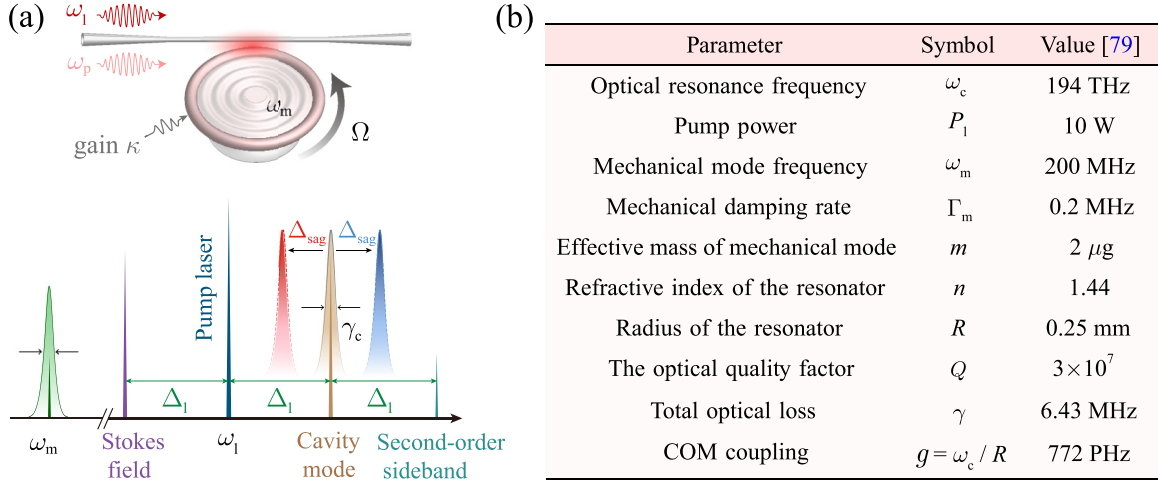 (a)
ω_l
ω_p
ω_m
gain κ
Ω
Δ_sag Δ_sag
Pump laser
γ_c
Δ_l Δ_l Δ_l
ω_m Stokes field ω_l Cavity mode Second-order sideband
(b)
Parameter Symbol Value [79]
Optical resonance frequency ω_c 194 THz
Pump power P_l 10 W
Mechanical mode frequency ω_m 200 MHz
Mechanical damping rate Γ_m 0.2 MHz
Effective mass of mechanical mode m 2 μg
Refractive index of the resonator n 1.44
Radius of the resonator R 0.25 mm
The optical quality factor Q 3×10^7
Total optical loss γ 6.43 MHz
COM coupling g = ω_c / R 772 PHz